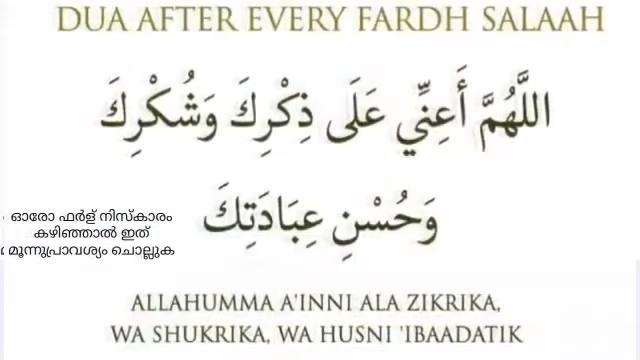 DUA AFTER EVERY FARDH SALAAH
اللَّهُمَّ أَعِنِّي عَلَى ذِكْرِكَ وَشُكْرِكَ
وَحُسْنِ عِبَادَتِكَ
ഓരോ ഫർള് നിസ്കാരം
കഴിഞ്ഞാൽ ഇത്
മൂന്നുപ്രാവശ്യം ചൊല്ലുക
ALLAHUMMA A'INNI ALA ZIKRIKA,
WA SHUKRIKA, WA HUSNI 'IBAADATIK